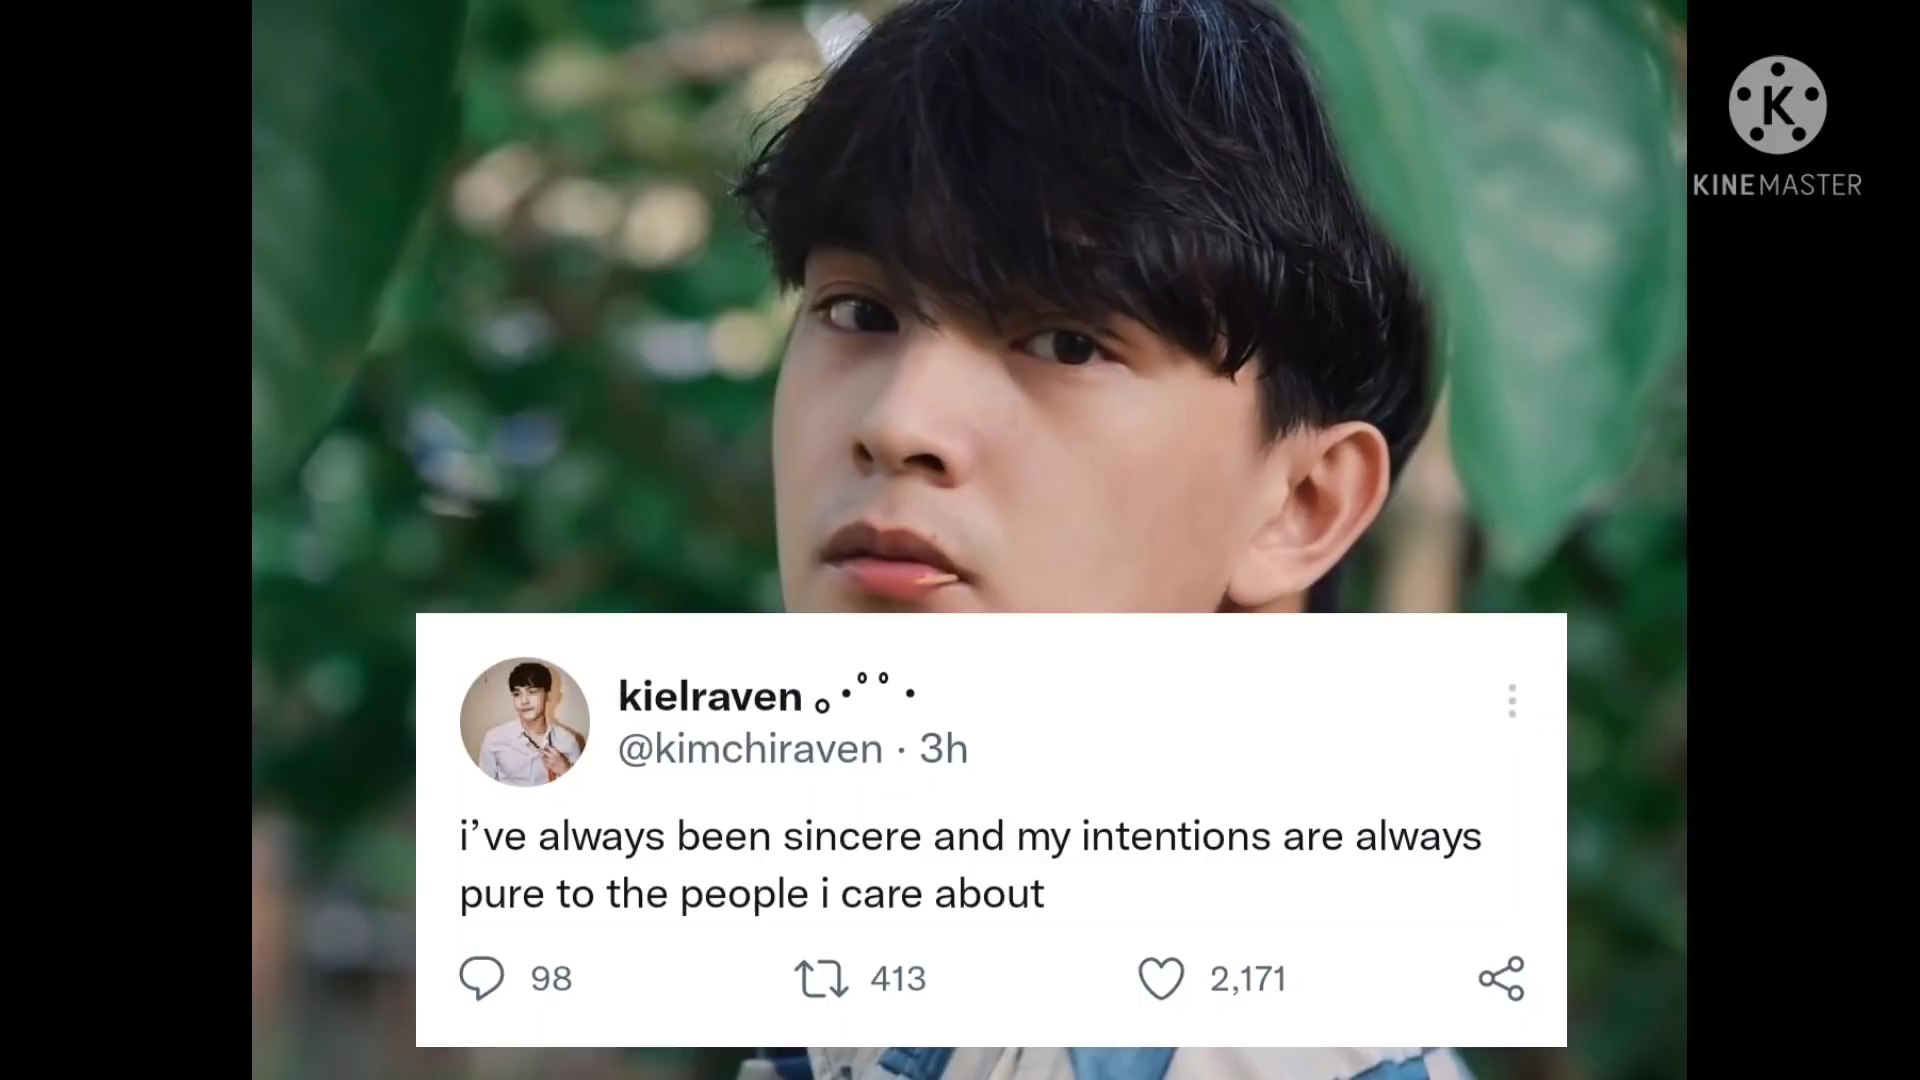 K
KINEMASTER
kielraven 。・゚゚・
@kimchiraven · 3h
i’ve always been sincere and my intentions are always
pure to the people i care about
98 413 2,171